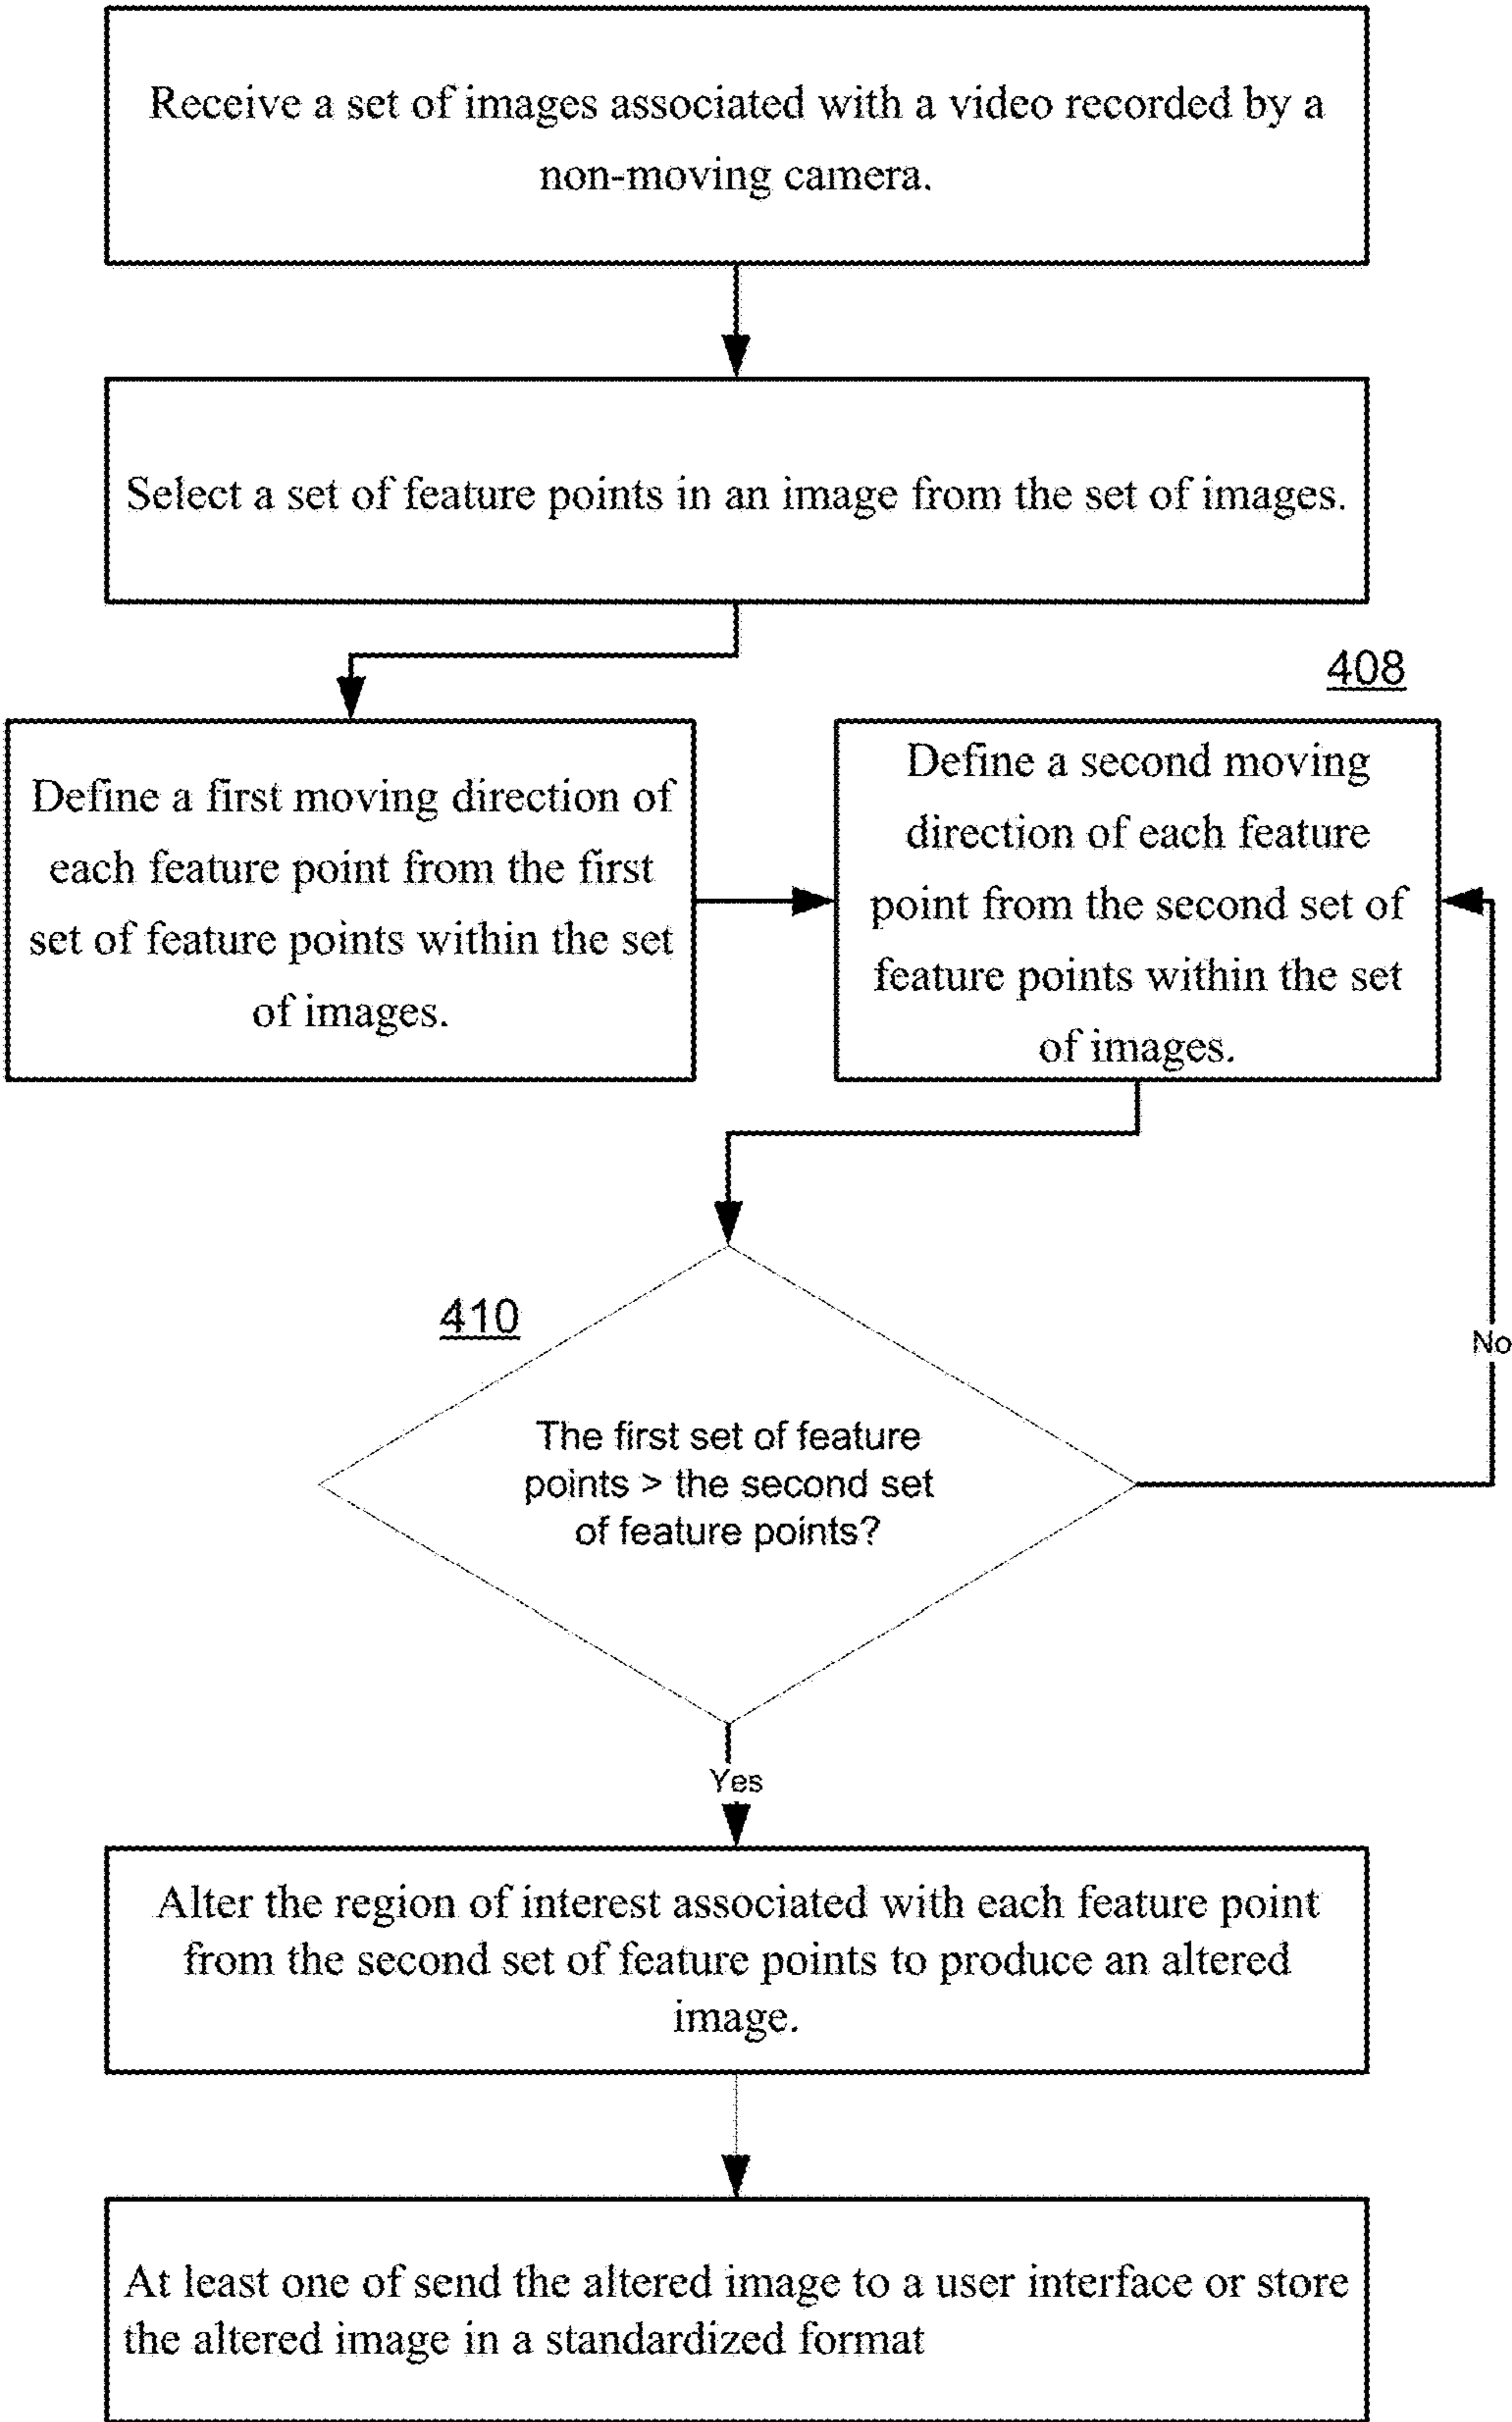 Receive a set of images associated with a video recorded by a
non-moving camera.
Select a set of feature points in an image from the set of images.
408
Define a first moving direction of
each feature point from the first
set of feature points within the set
of images.
Define a second moving
direction of each feature
point from the second set of
feature points within the set
of images.
410
The first set of feature
points > the second set
of feature points?
No
Yes
Alter the region of interest associated with each feature point
from the second set of feature points to produce an altered
image.
At least one of send the altered image to a user interface or store
the altered image in a standardized format